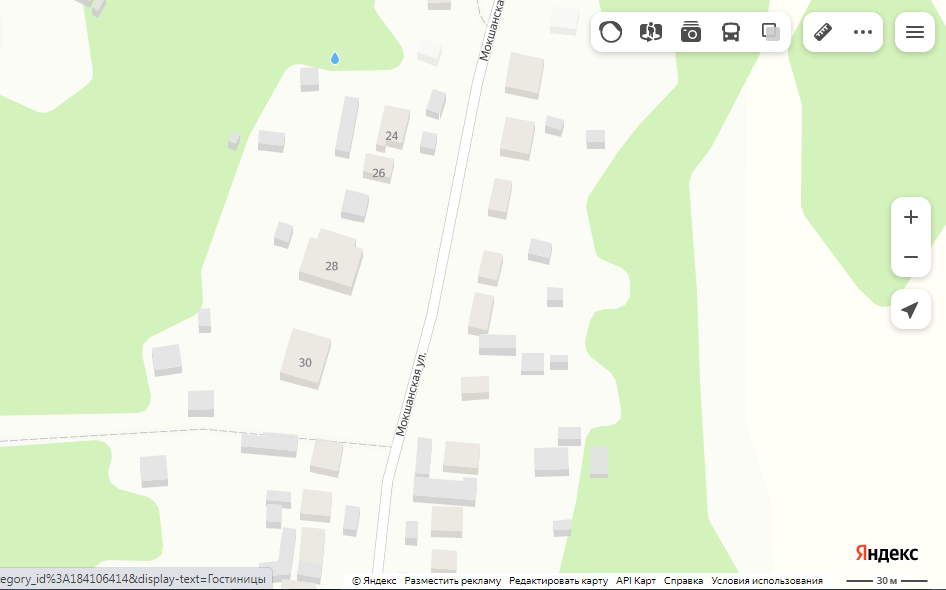 Мокшанская
24
26
28
30
Мокшанская ул.
Яндекс
egory_id%3A184106414&display-text=Гостиницы
© Яндекс Разместить рекламу Редактировать карту API Карт Справка Условия использования 30 м